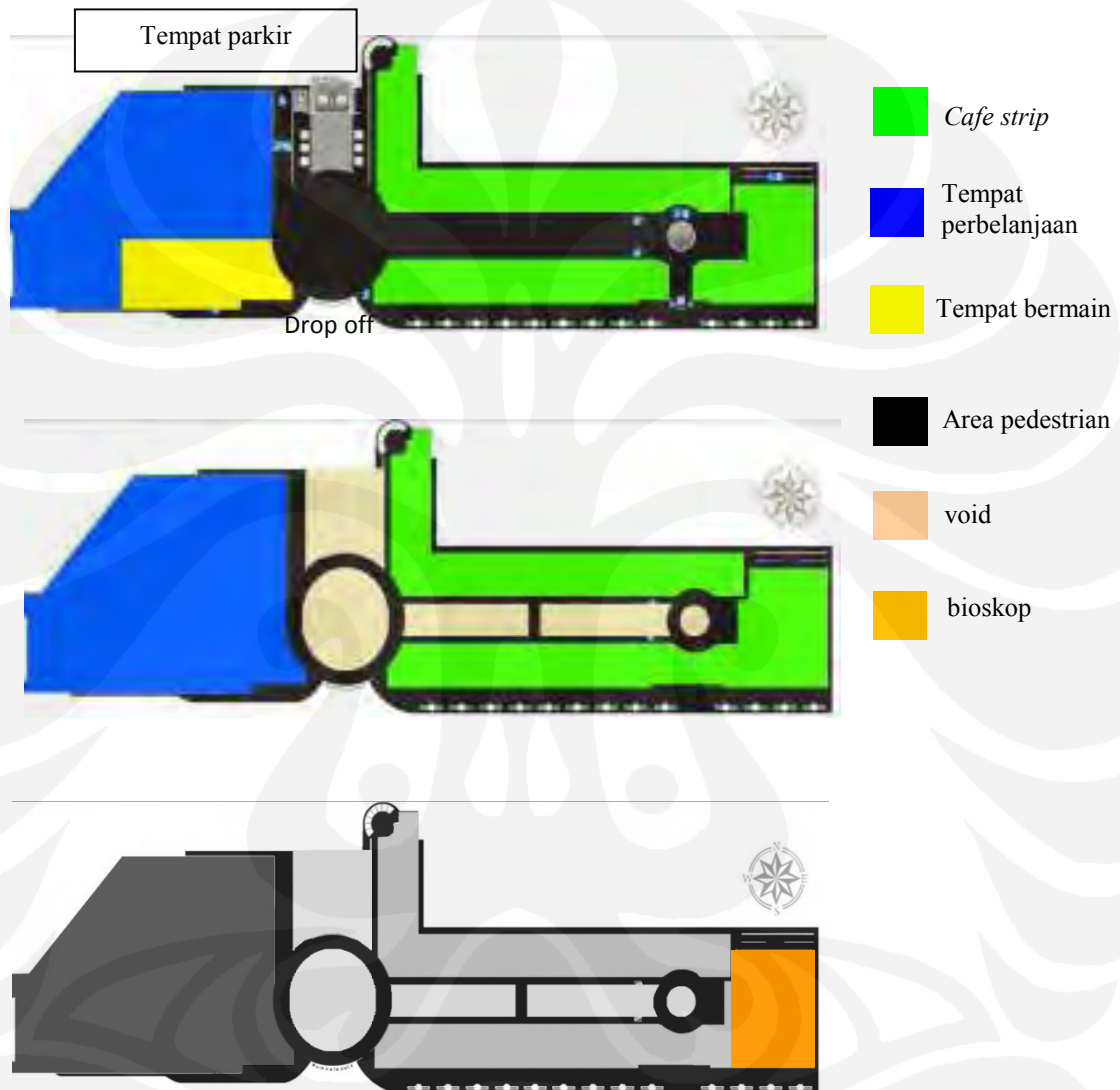 Tempat parkir
Drop off
Cafe strip
Tempat
perbelanjaan
Tempat bermain
Area pedestrian
void
bioskop
N
W
E
S